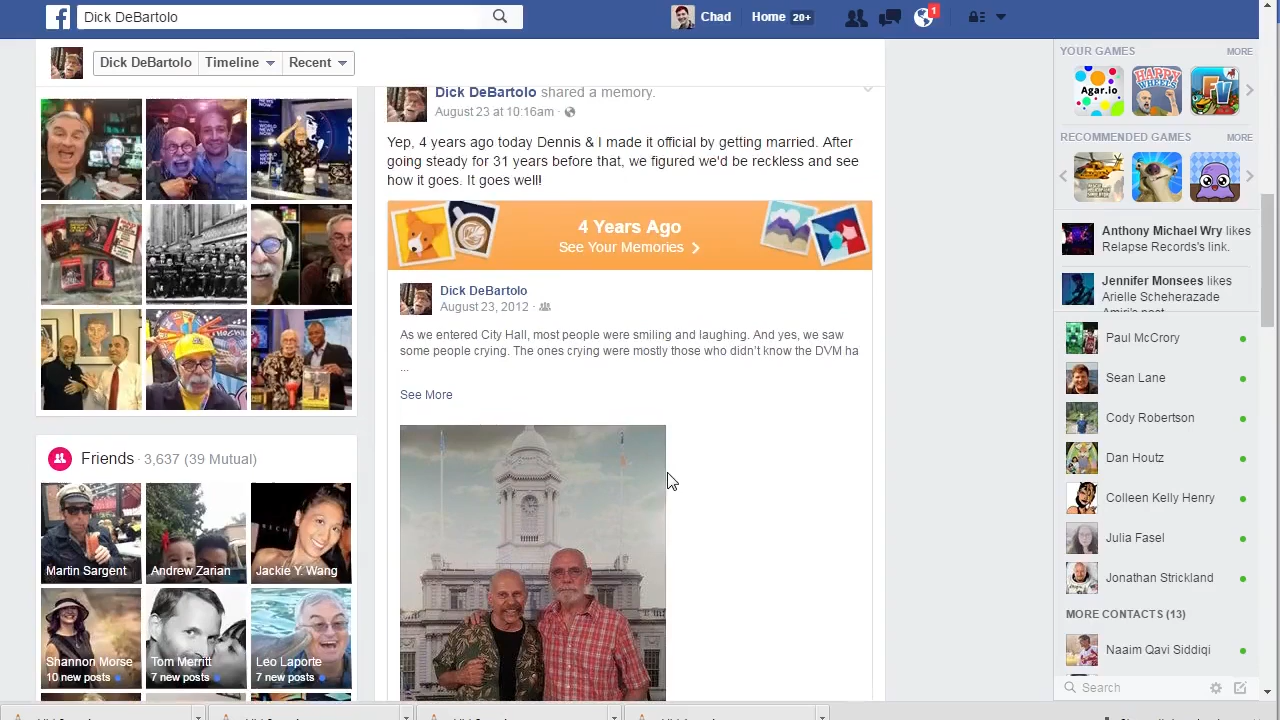 Dick DeBartolo
Chad
Home 20+
1
Dick DeBartolo
Timeline
Recent
Dick DeBartolo shared a memory.
August 23 at 10:16am ·
Yep, 4 years ago today Dennis & I made it official by getting married. After
going steady for 31 years before that, we figured we'd be reckless and see
how it goes. It goes well!
4 Years Ago
See Your Memories
Dick DeBartolo
August 23, 2012 ·
As we entered City Hall, most people were smiling and laughing. And yes, we saw
some people crying. The ones crying were mostly those who didn't know the DVM ha
...
See More
Friends · 3,637 (39 Mutual)
Martin Sargent
Andrew Zarian
Jackie Y. Wang
Shannon Morse
10 new posts
Tom Merritt
7 new posts
Leo Laporte
7 new posts
YOUR GAMES
MORE
Agar.io
HAPPY
WHEELS
RECOMMENDED GAMES
MORE
Anthony Michael Wry likes
Relapse Records's link.
Jennifer Monsees likes
Arielle Scheherazade
Paul McCrory
Sean Lane
Cody Robertson
Dan Houtz
Colleen Kelly Henry
Julia Fasel
Jonathan Strickland
MORE CONTACTS (13)
Naaim Qavi Siddiqi
Search